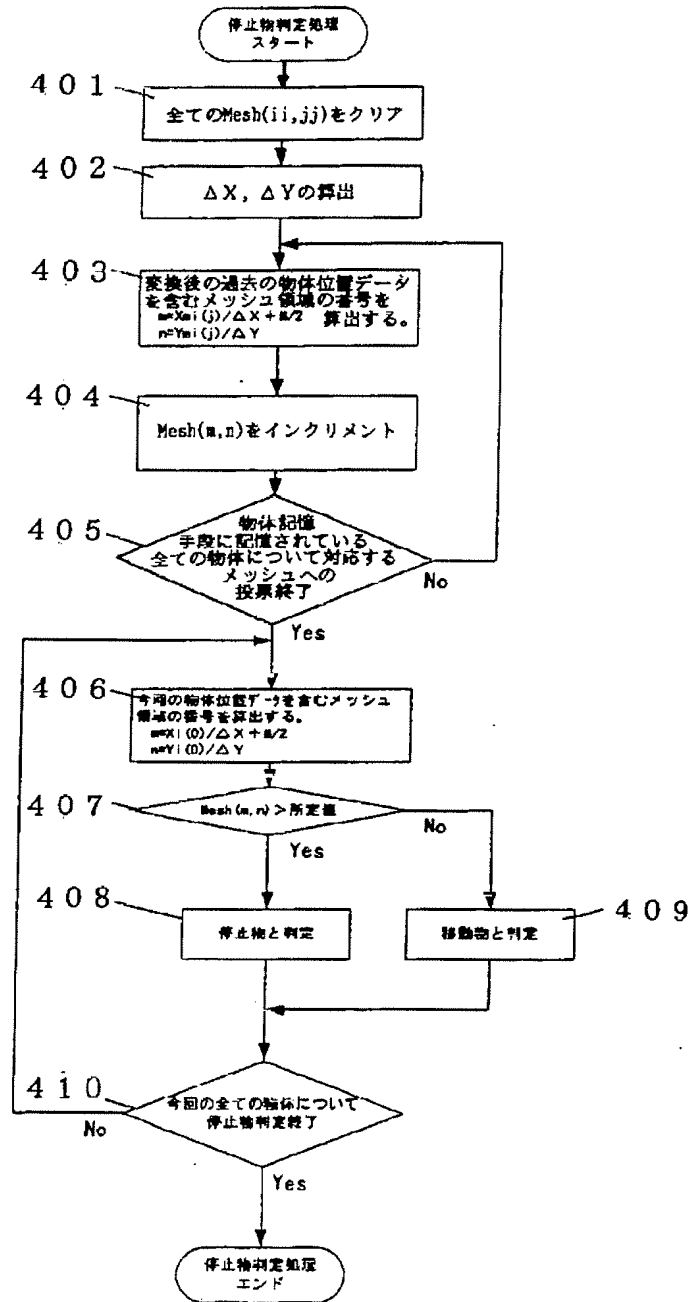 停止物判定処理
スタート
401
全てのMesh(ii,jj)をクリア
402
ΔX,ΔYの算出
403
変換後の過去の物体位置データ
を含むメッシュ領域の番号を
m=Xmi(j)/ΔX+M/2 算出する。
n=Ymi(j)/ΔY
404
Mesh(m,n)をインクリメント
405
物体記憶
手段に記憶されている
全ての物体について対応する
メッシュへの
投票終了
No
Yes
406
今回の物体位置データを含むメッシュ
領域の番号を算出する。
m=Xi(0)/ΔX+M/2
n=Yi(0)/ΔY
407
Mesh(m,n)>所定値
No
Yes
408
停止物と判定
409
移動物と判定
410
今回の全ての物体について
停止物判定終了
No
Yes
停止物判定処理
エンド